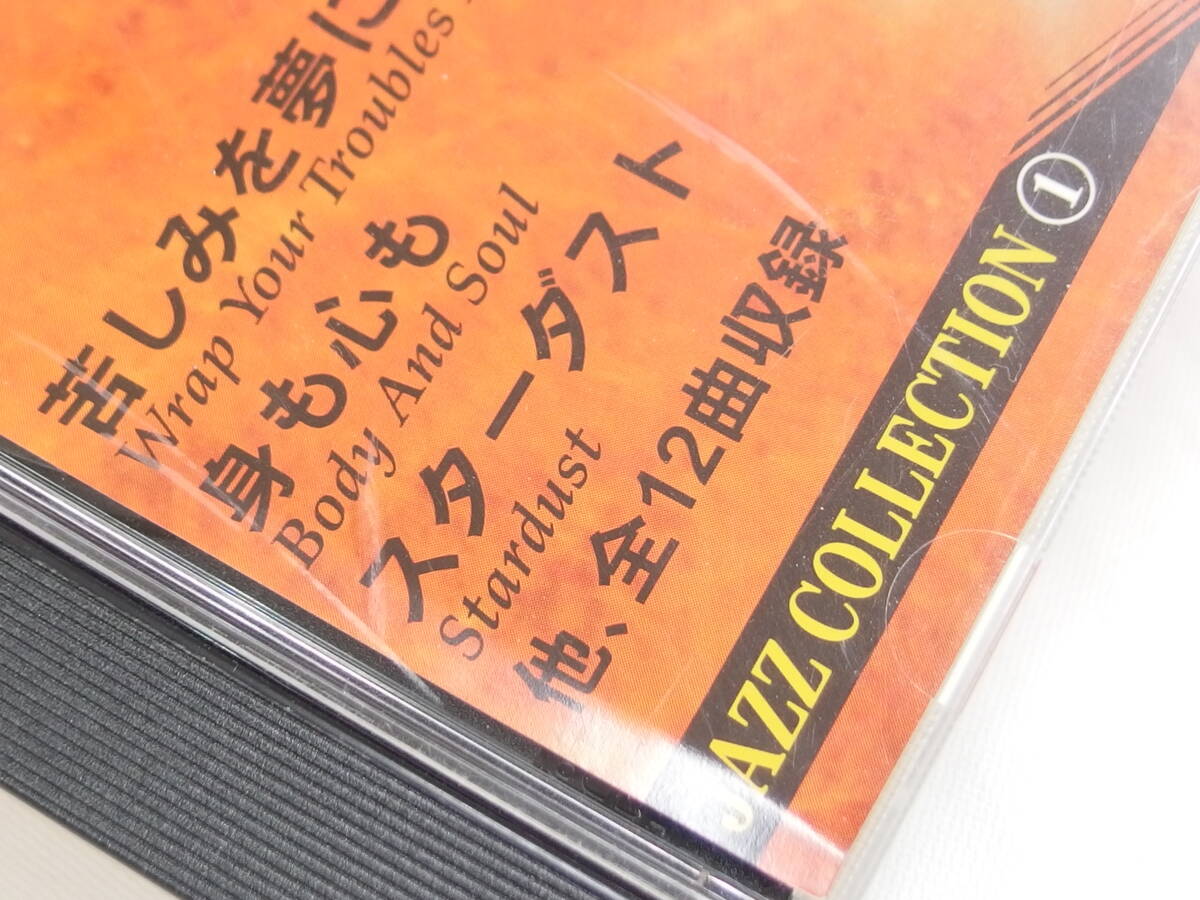 苦しみを夢に
Wrap Your Troubles
身も心も
Body And Soul
スターダスト
Stardust
他、全12曲収録
JAZZ COLLECTION ①